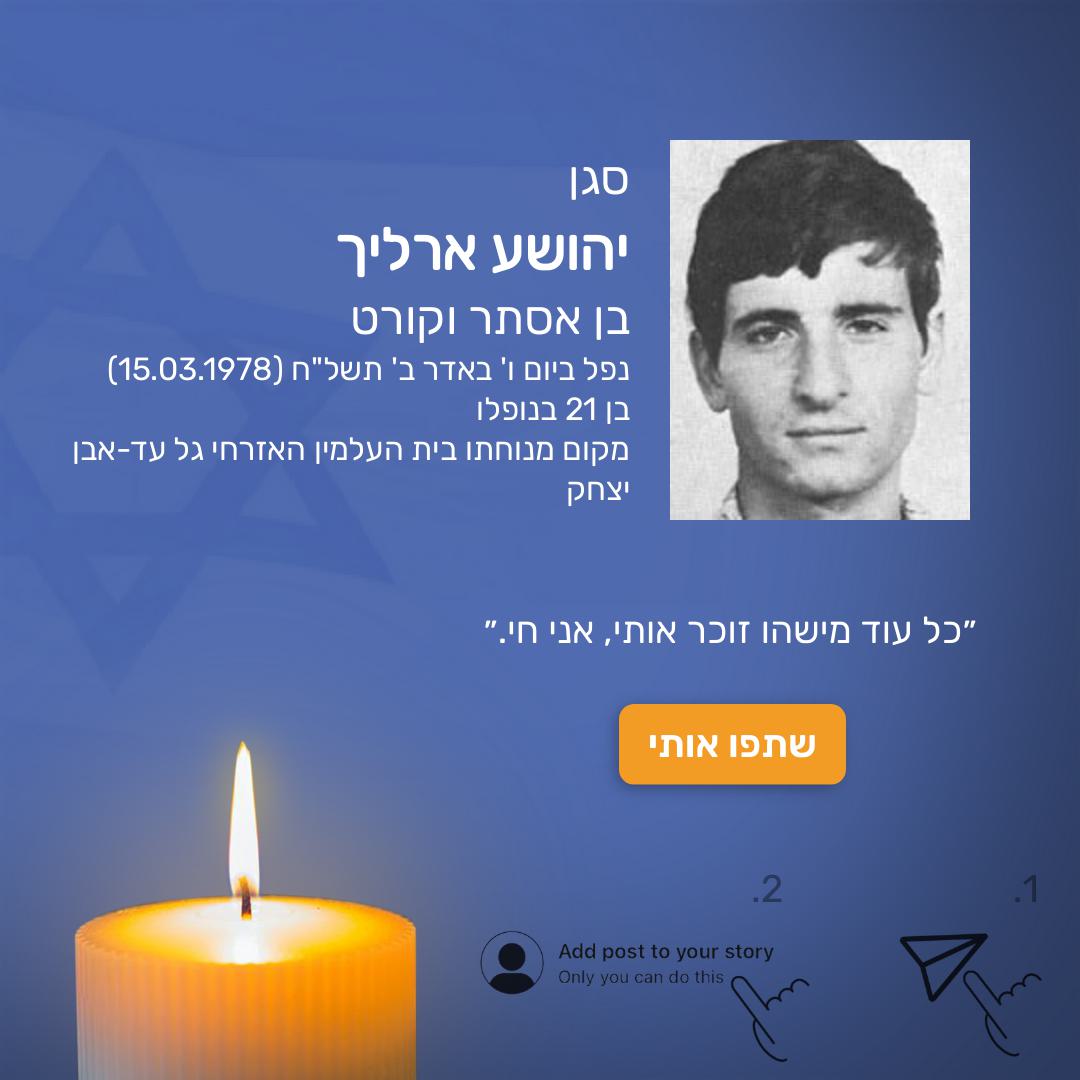 סגן
יהושע ארליך
בן אסתר וקורט
נפל ביום ו' באדר ב' תשל"ח (15.03.1978)
בן 21 בנופלו
מקום מנוחתו בית העלמין האזרחי גל עד-אבן
יצחק
״כל עוד מישהו זוכר אותי, אני חי.״
שתפו אותי
1.
2.
Add post to your story
Only you can do this